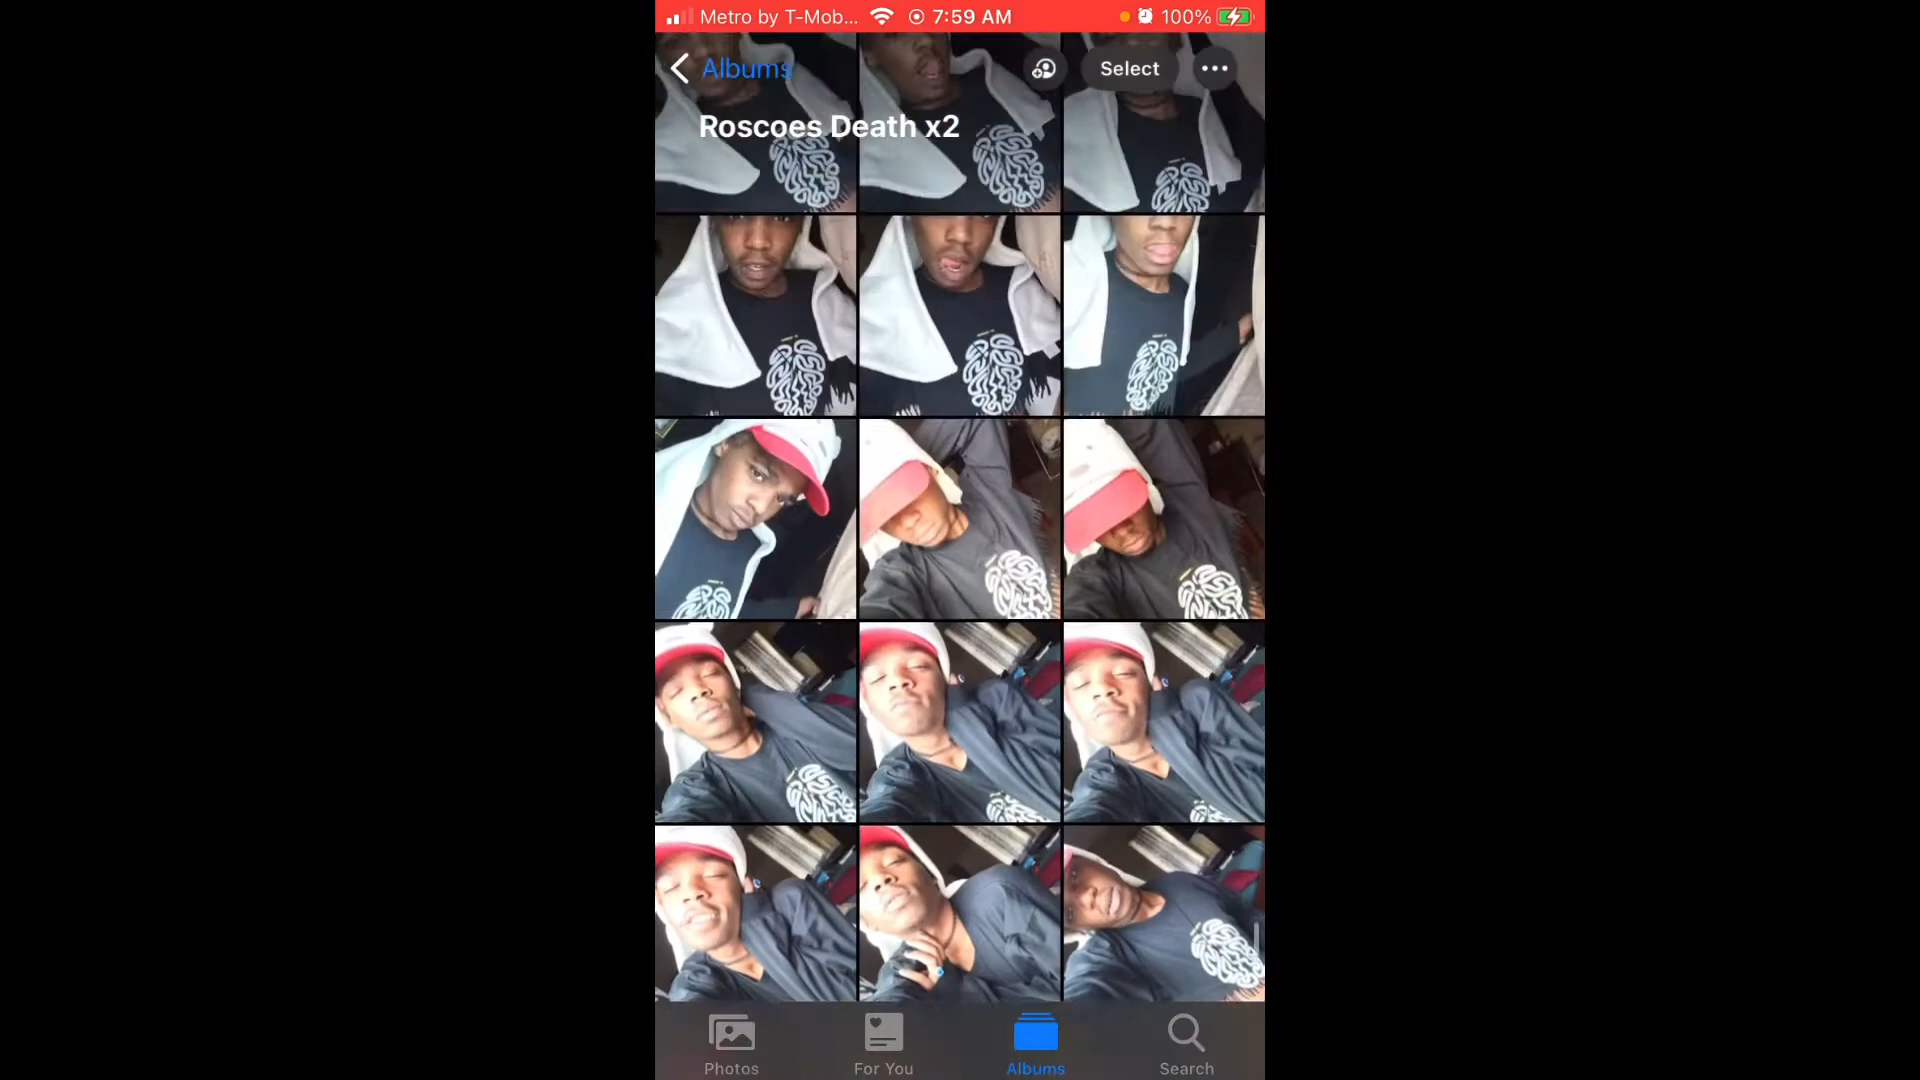 Metro by T-Mob... 7:59 AM 100%
Albums Select
Roscoes Death x2
Photos For You Albums Search